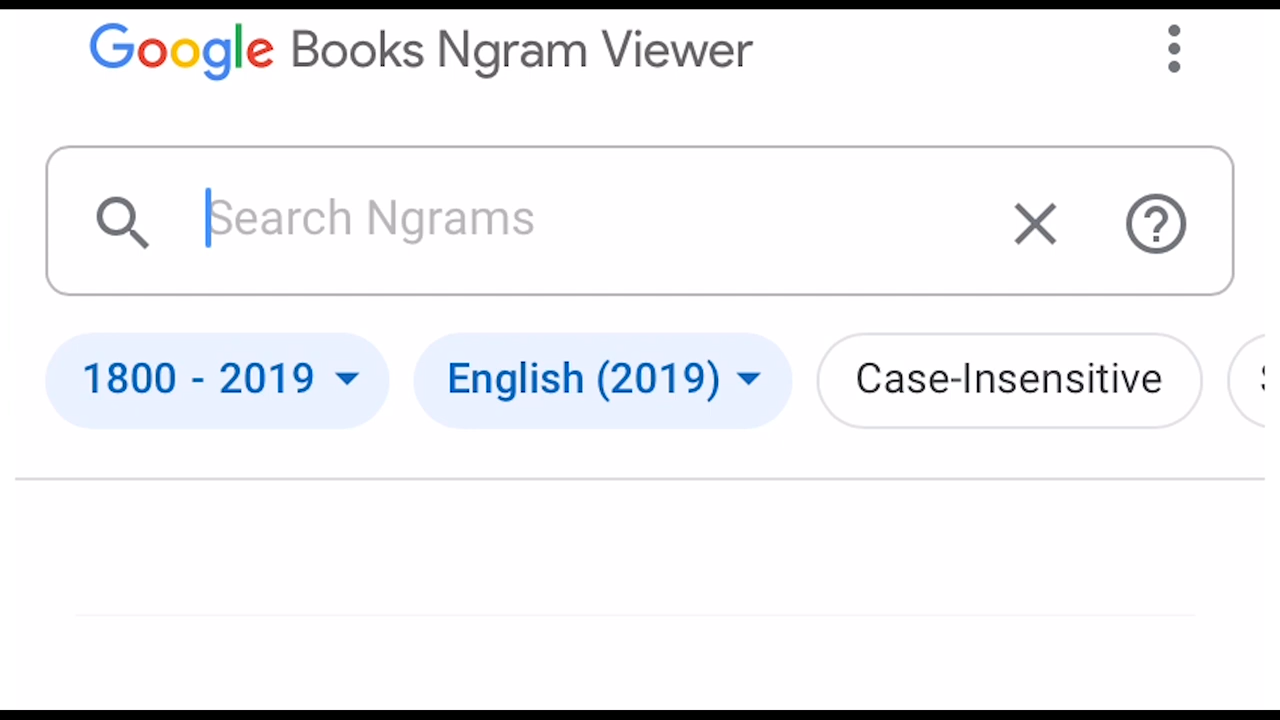 Google Books Ngram Viewer
Search Ngrams
1800 - 2019 English (2019) Case-Insensitive